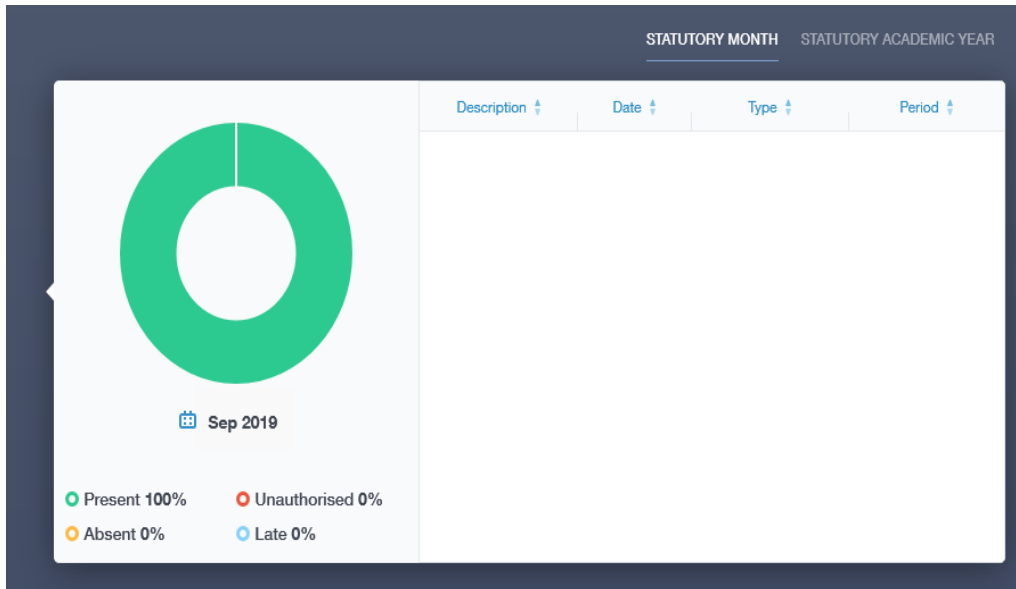 STATUTORY MONTH STATUTORY ACADEMIC YEAR
Description Date Type Period
Sep 2019
Present 100% Unauthorised 0%
Absent 0% Late 0%